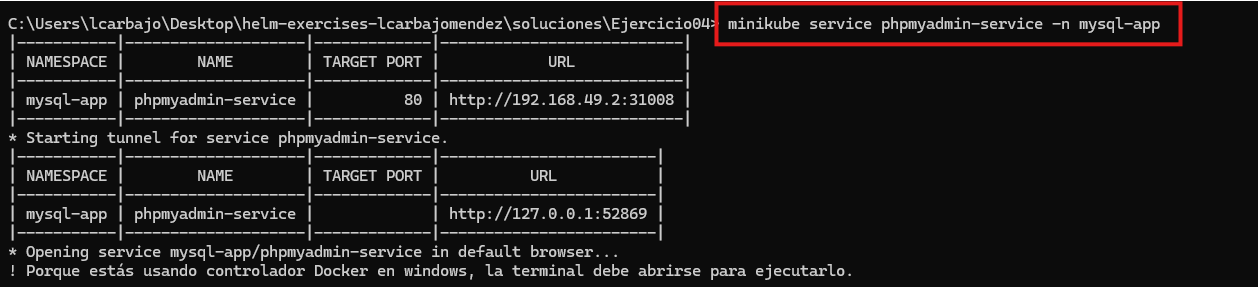 C:\Users\lcarbajo\Desktop\helm-exercises-lcarbajomendez\soluciones\Ejercicio04> minikube service phpmyadmin-service -n mysql-app
|-----------|--------------------|-------------|---------------------------|
| NAMESPACE |        NAME        | TARGET PORT |            URL            |
|-----------|--------------------|-------------|---------------------------|
| mysql-app | phpmyadmin-service |          80 | http://192.168.49.2:31008 |
|-----------|--------------------|-------------|---------------------------|
* Starting tunnel for service phpmyadmin-service.
|-----------|--------------------|-------------|------------------------|
| NAMESPACE |        NAME        | TARGET PORT |          URL           |
|-----------|--------------------|-------------|------------------------|
| mysql-app | phpmyadmin-service |             | http://127.0.0.1:52869 |
|-----------|--------------------|-------------|------------------------|
* Opening service mysql-app/phpmyadmin-service in default browser...
! Porque estás usando controlador Docker en windows, la terminal debe abrirse para ejecutarlo.